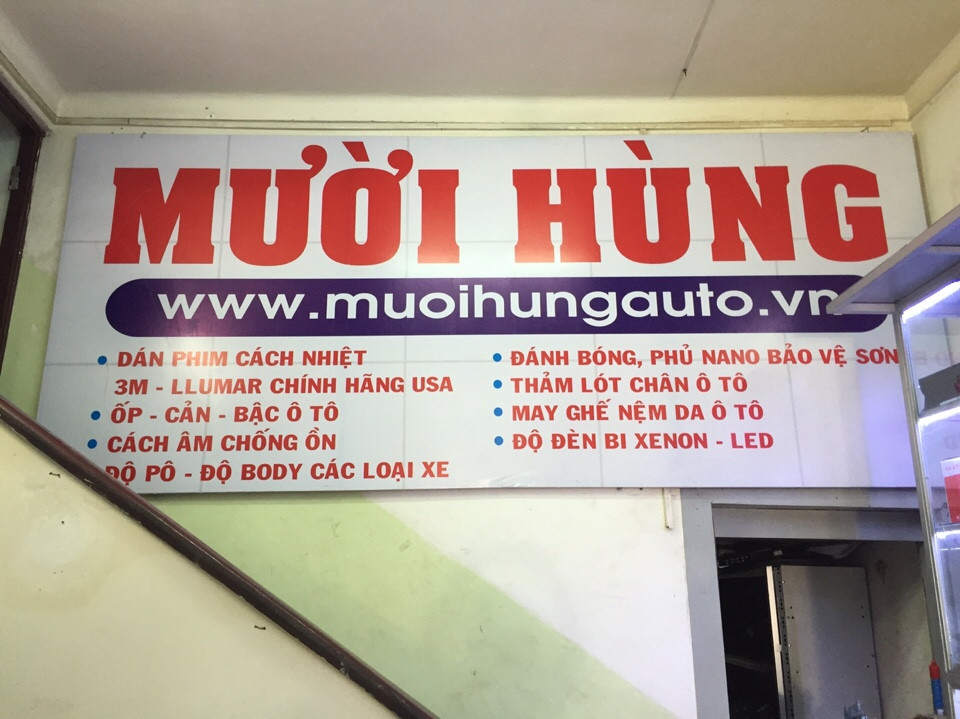 MƯỜI HÙNG
www.muoihungauto.vn
• DÁN PHIM CÁCH NHIỆT
3M - LLUMAR CHÍNH HÃNG USA
• ỐP - CẢN - BẬC Ô TÔ
• CÁCH ÂM CHỐNG ỒN
ĐỘ PÔ - ĐỘ BODY CÁC LOẠI XE
• ĐÁNH BÓNG, PHỦ NANO BẢO VỆ SƠN
• THẢM LÓT CHÂN Ô TÔ
• MAY GHẾ NỆM DA Ô TÔ
• ĐỘ ĐÈN BI XENON - LED